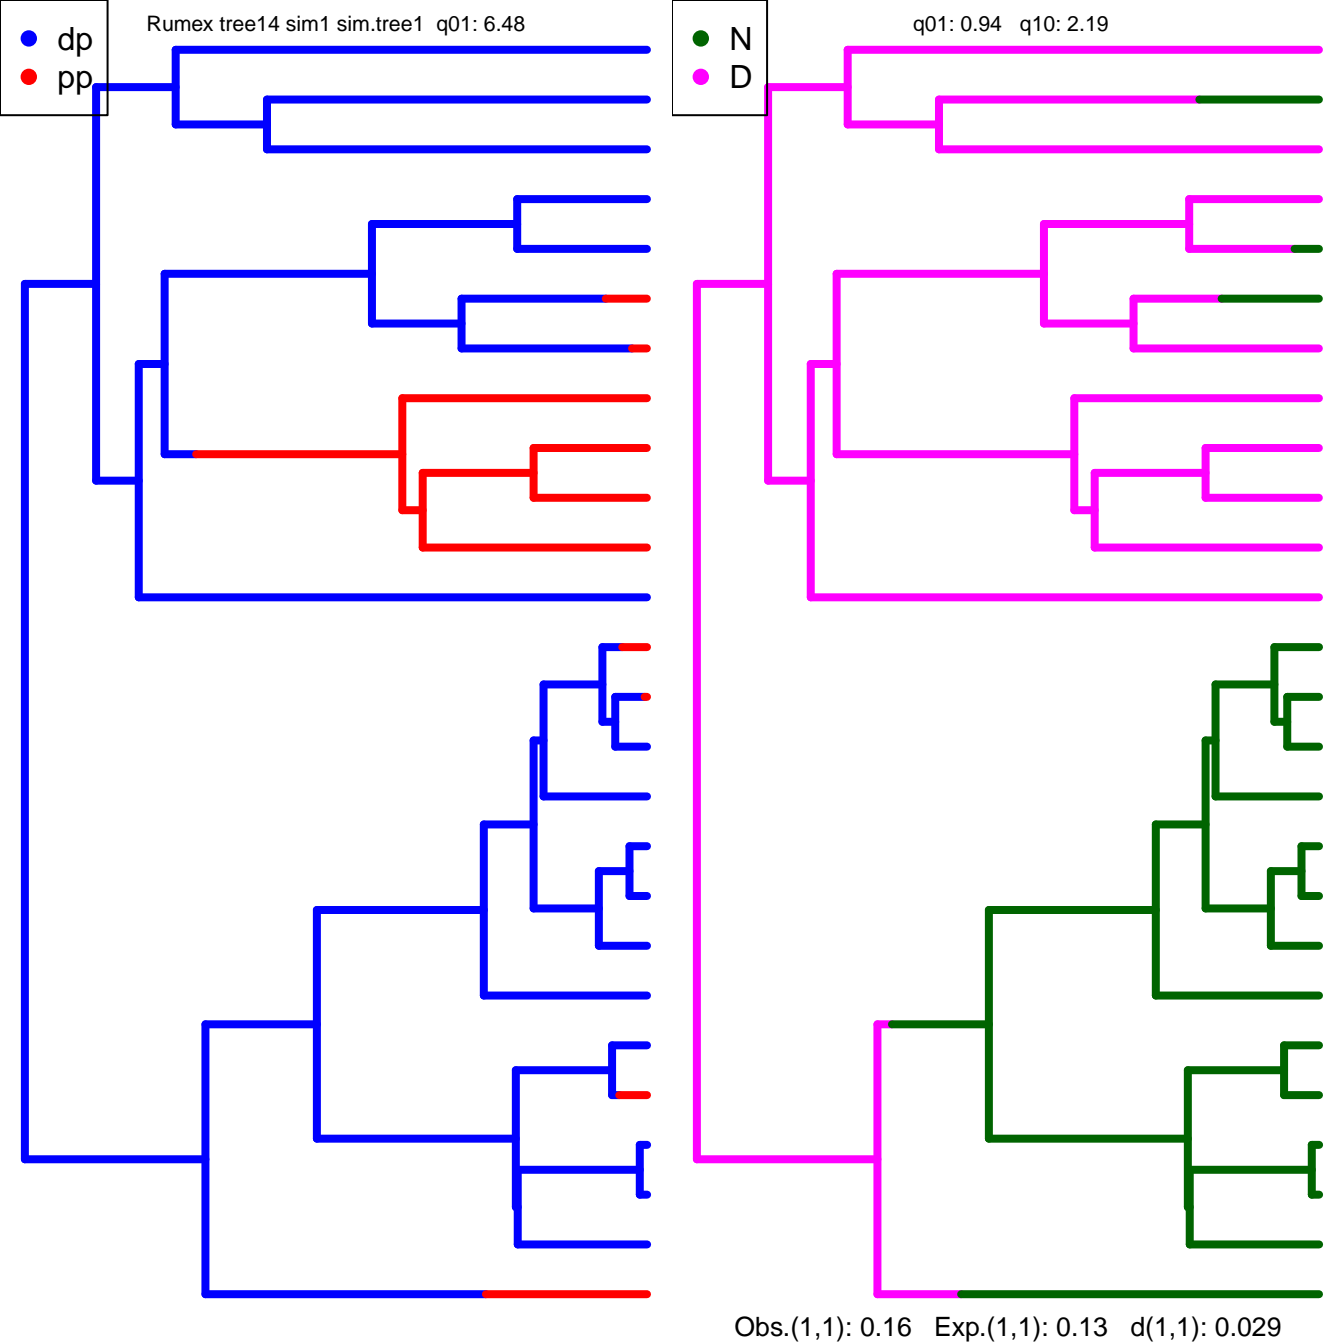 Rumex tree14 sim1 sim.tree1 q01: 6.48
dp
pp
q01: 0.94 q10: 2.19
N
D
Obs.(1,1): 0.16 Exp.(1,1): 0.13 d(1,1): 0.029